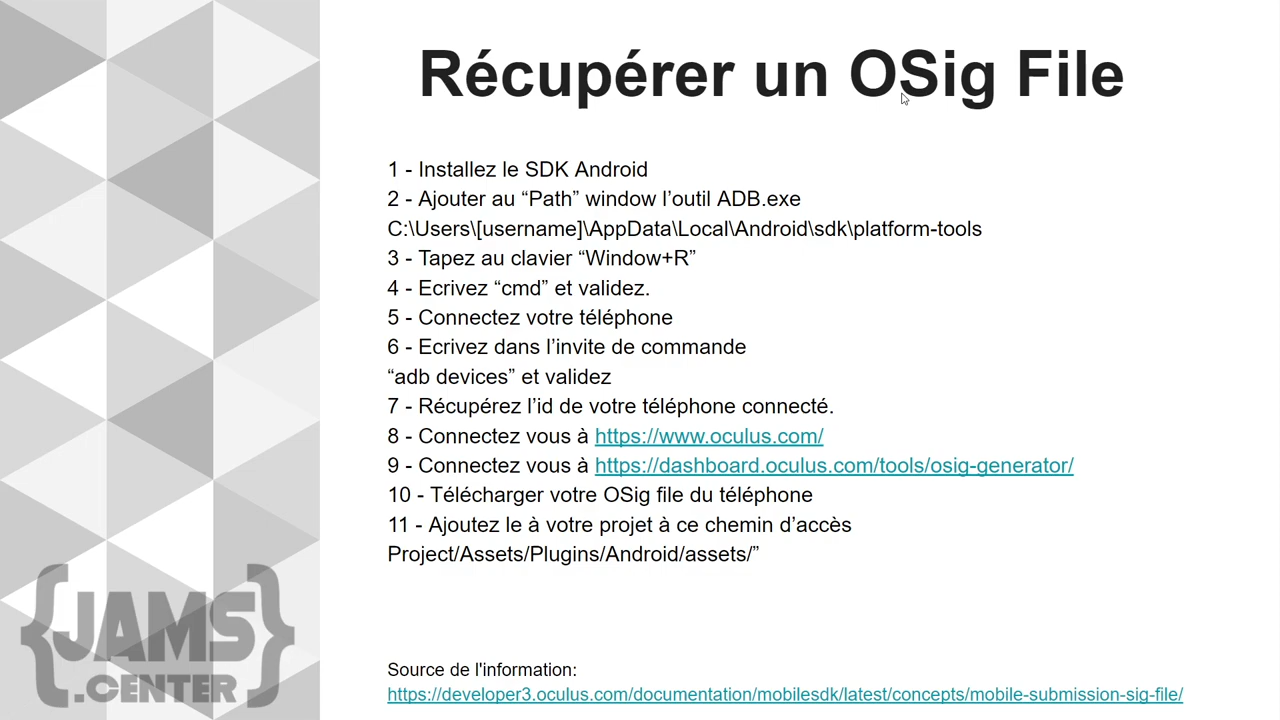 Récupérer un OSig File
1 - Installez le SDK Android
2 - Ajouter au “Path” window l’outil ADB.exe
C:\Users\[username]\AppData\Local\Android\sdk\platform-tools
3 - Tapez au clavier “Window+R”
4 - Ecrivez “cmd” et validez.
5 - Connectez votre téléphone
6 - Ecrivez dans l’invite de commande
“adb devices” et validez
7 - Récupérez l’id de votre téléphone connecté.
8 - Connectez vous à https://www.oculus.com/
9 - Connectez vous à https://dashboard.oculus.com/tools/osig-generator/
10 - Télécharger votre OSig file du téléphone
11 - Ajoutez le à votre projet à ce chemin d’accès
Project/Assets/Plugins/Android/assets/”
{JAMS
.CENTER}
Source de l'information:
https://developer3.oculus.com/documentation/mobilesdk/latest/concepts/mobile-submission-sig-file/